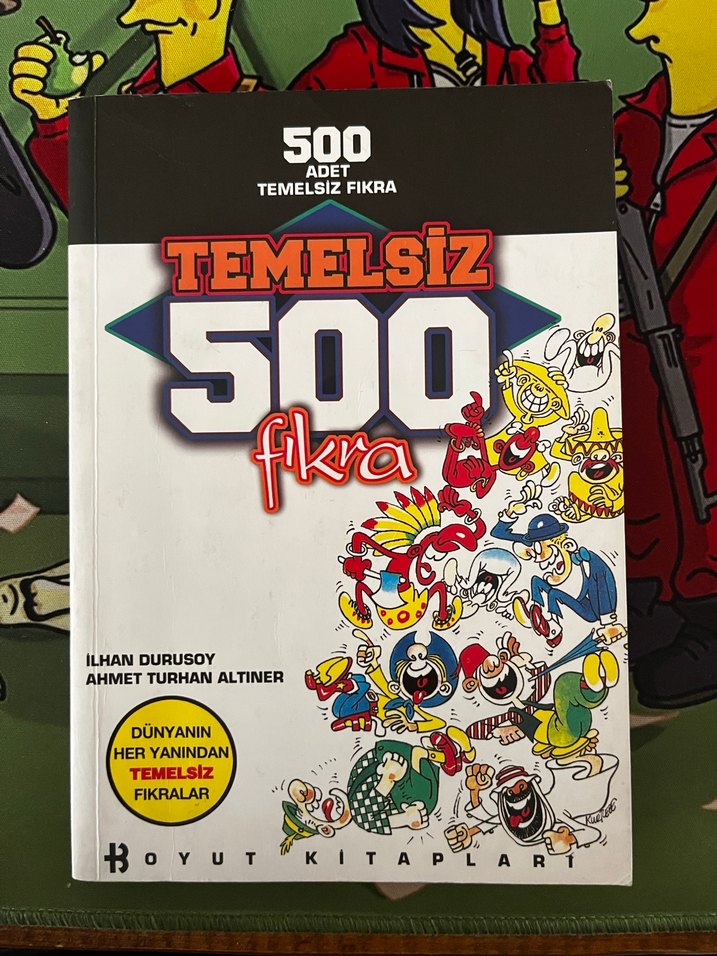 500
ADET
TEMELSİZ FIKRA
TEMELSİZ
500
fıkra
İLHAN DURUSOY
AHMET TURHAN ALTINER
DÜNYANIN
HER YANINDAN
TEMELSİZ
FIKRALAR
BOYUT KİTAPLARI